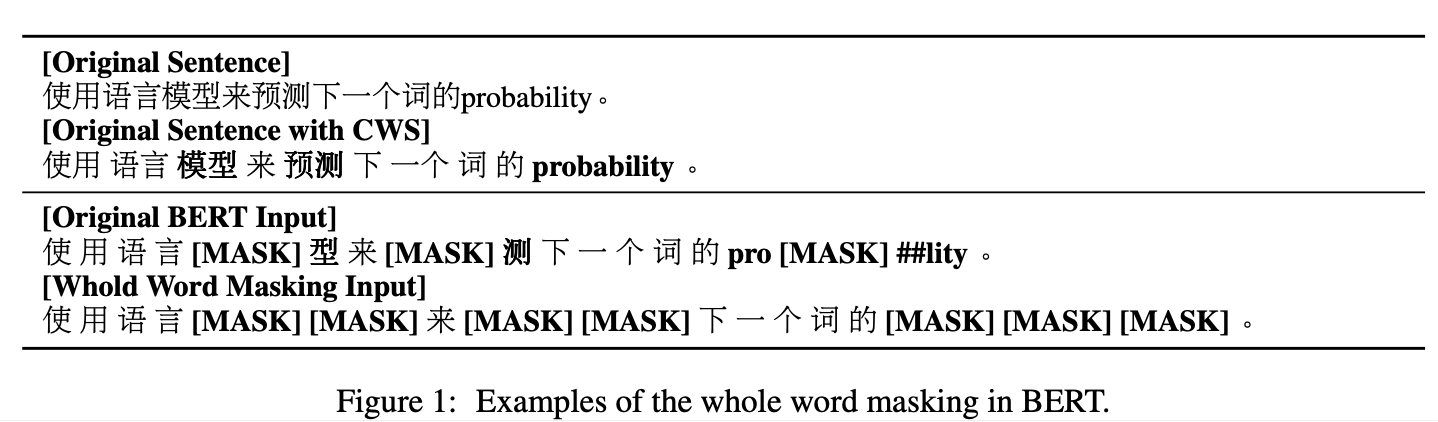 [Original Sentence]
使用语言模型来预测下一个词的probability。
[Original Sentence with CWS]
使用 语言 模型 来 预测 下 一个 词 的 probability 。
[Original BERT Input]
使 用 语 言 [MASK] 型 来 [MASK] 测 下 一 个 词 的 pro [MASK] ##lity 。
[Whold Word Masking Input]
使 用 语 言 [MASK] [MASK] 来 [MASK] [MASK] 下 一 个 词 的 [MASK] [MASK] [MASK] 。
Figure 1: Examples of the whole word masking in BERT.